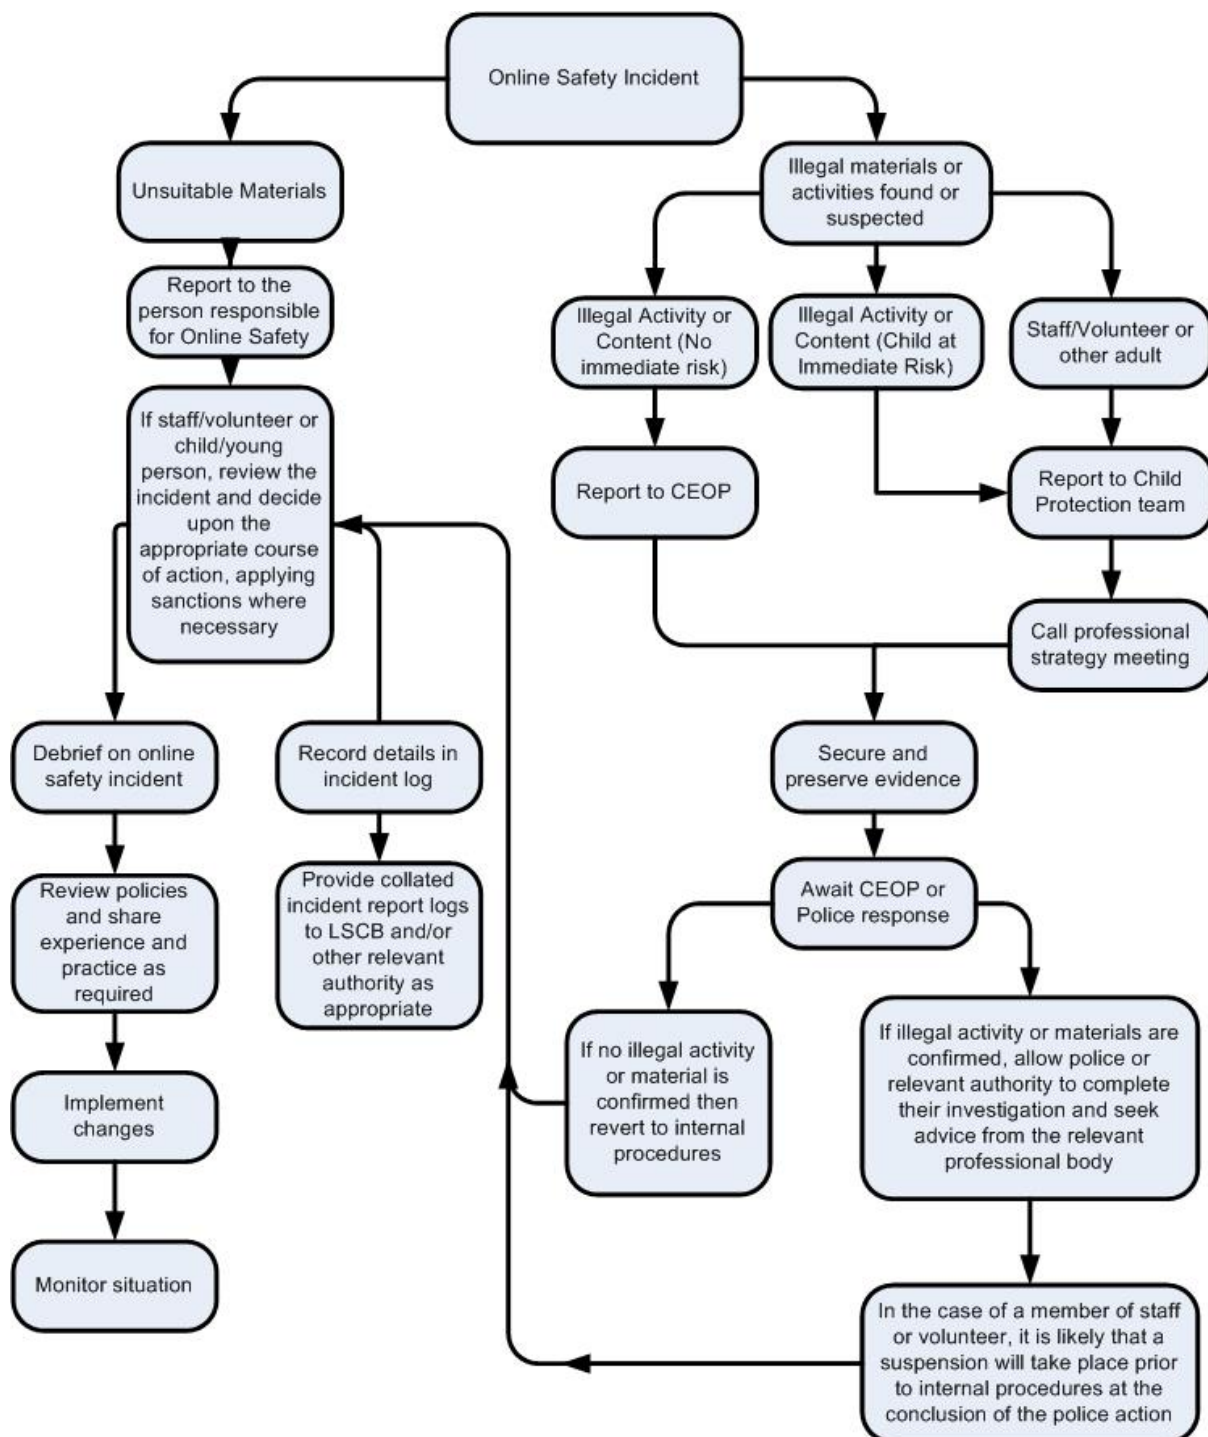 Online Safety Incident
Unsuitable Materials
Report to the
person responsible
for Online Safety
If staff/volunteer or
child/young
person, review the
incident and decide
upon the
appropriate course
of action, applying
sanctions where
necessary
Debrief on online
safety incident
Review policies
and share
experience and
practice as
required
Implement
changes
Monitor situation
Record details in
incident log
Provide collated
incident report logs
to LSCB and/or
other relevant
authority as
appropriate
Illegal materials or
activities found or
suspected
Illegal Activity or
Content (No
immediate risk)
Illegal Activity or
Content (Child at
Immediate Risk)
Staff/Volunteer or
other adult
Report to CEOP
Report to Child
Protection team
Call professional
strategy meeting
Secure and
preserve evidence
Await CEOP or
Police response
If no illegal activity
or material is
confirmed then
revert to internal
procedures
If illegal activity or materials are
confirmed, allow police or
relevant authority to complete
their investigation and seek
advice from the relevant
professional body
In the case of a member of staff
or volunteer, it is likely that a
suspension will take place prior
to internal procedures at the
conclusion of the police action